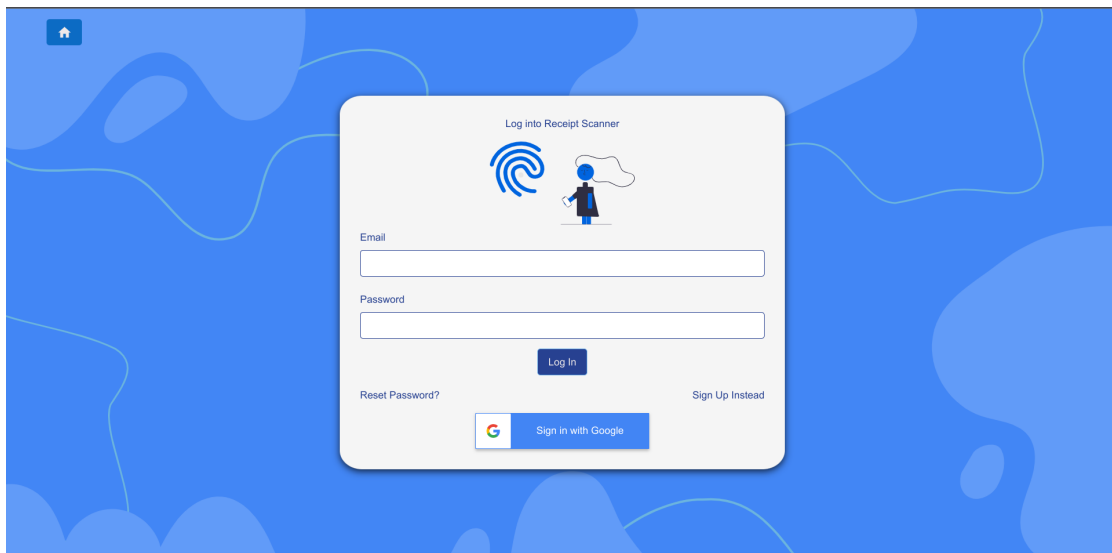 Log into Receipt Scanner
Email
Password
Log In
Reset Password?
Sign Up Instead
Sign in with Google